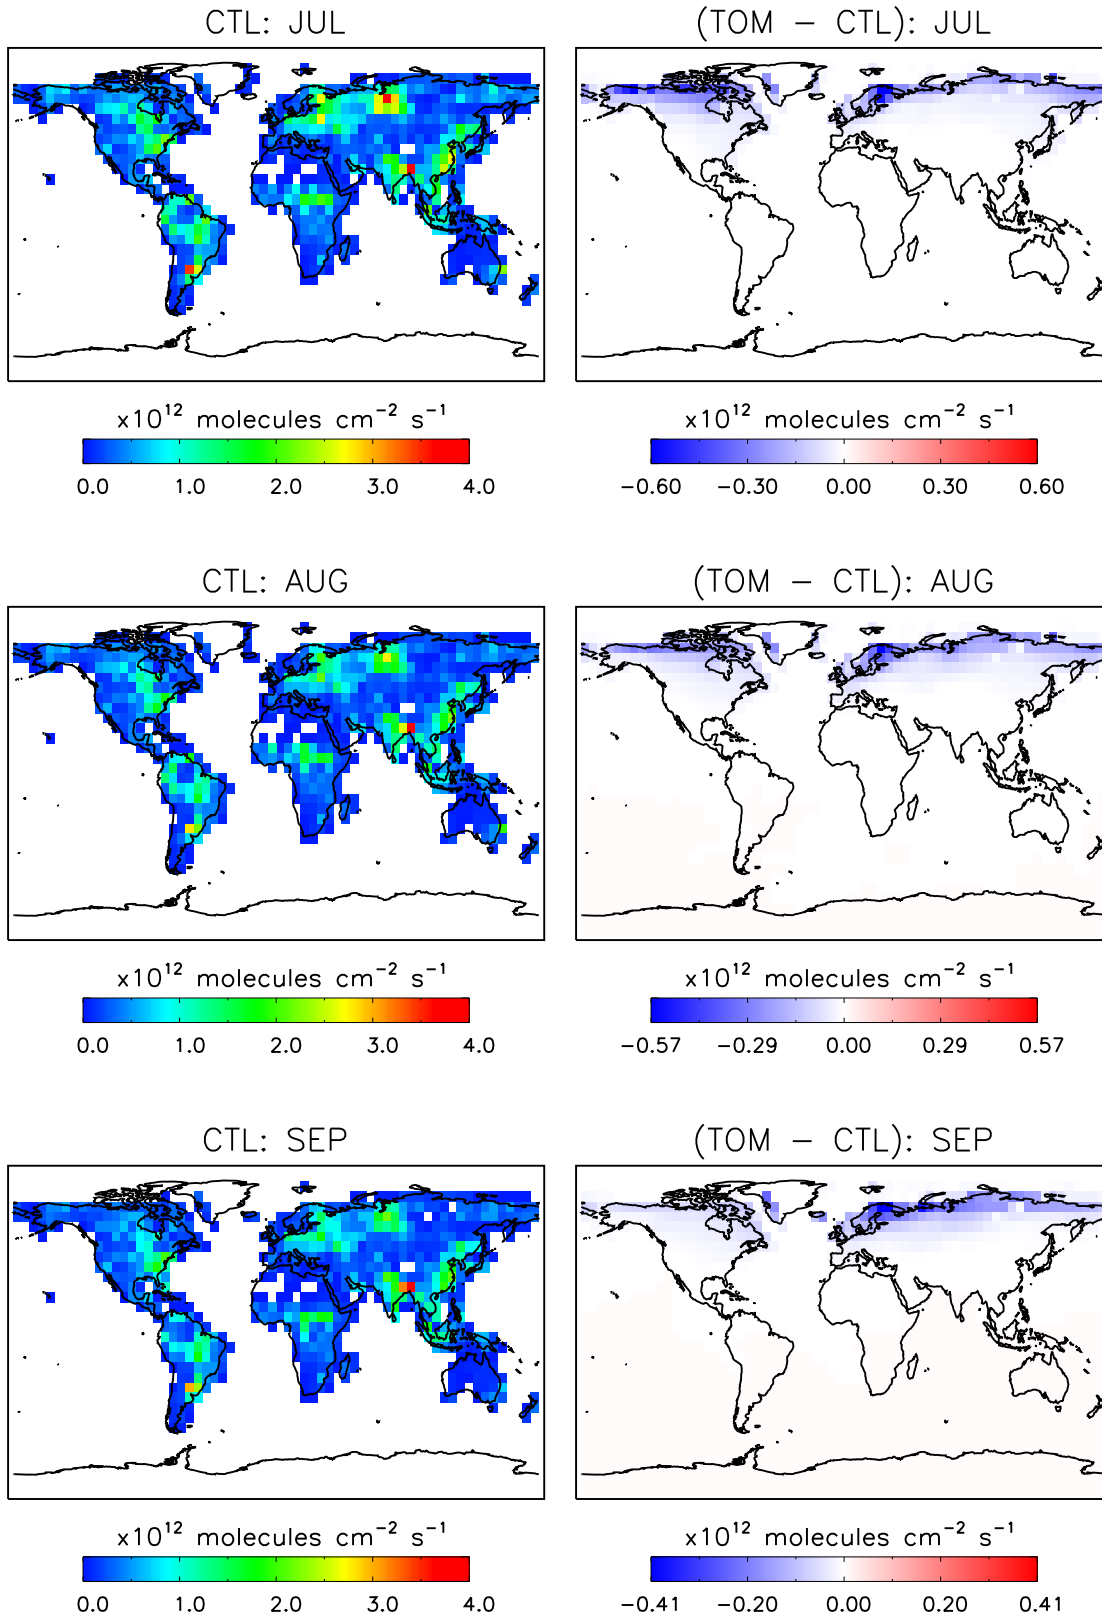 CTL: JUL
(TOM − CTL): JUL
x10¹² molecules cm⁻² s⁻¹
0.0 1.0 2.0 3.0 4.0
x10¹² molecules cm⁻² s⁻¹
−0.60 −0.30 0.00 0.30 0.60
CTL: AUG
(TOM − CTL): AUG
x10¹² molecules cm⁻² s⁻¹
0.0 1.0 2.0 3.0 4.0
x10¹² molecules cm⁻² s⁻¹
−0.57 −0.29 0.00 0.29 0.57
CTL: SEP
(TOM − CTL): SEP
x10¹² molecules cm⁻² s⁻¹
0.0 1.0 2.0 3.0 4.0
x10¹² molecules cm⁻² s⁻¹
−0.41 −0.20 0.00 0.20 0.41